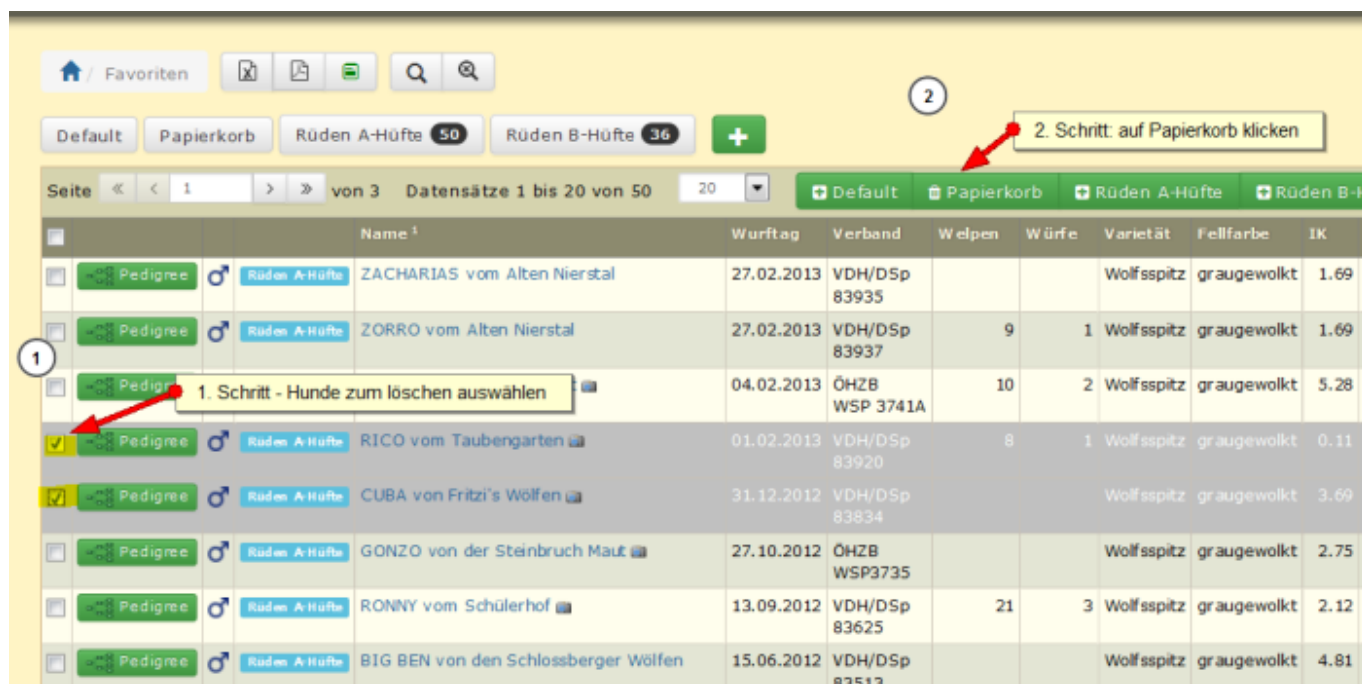 / Favoriten
2
Default Papierkorb Rüden A-Hüfte 50 Rüden B-Hüfte 36
2. Schritt: auf Papierkorb klicken
Seite 1 von 3 Datensätze 1 bis 20 von 50 20 Default Papierkorb Rüden A-Hüfte Rüden B-H
Name 1 Wurftag Verband Welpen Würfe Varietät Fellfarbe IK
Pedigree Rüden A-Hüfte ZACHARIAS vom Alten Nierstal 27.02.2013 VDH/DSp Wolfsspitz graugewolkt 1.69
83935
Pedigree Rüden A-Hüfte ZORRO vom Alten Nierstal 27.02.2013 VDH/DSp 9 1 Wolfsspitz graugewolkt 1.69
83937
1
1. Schritt - Hunde zum löschen auswählen
04.02.2013 ÖHZB 10 2 Wolfsspitz graugewolkt 5.28
WSP 3741A
Pedigree Rüden A-Hüfte RICO vom Taubengarten 01.02.2013 VDH/DSp 8 1 Wolfsspitz graugewolkt 0.11
83920
Pedigree Rüden A-Hüfte CUBA von Fritzi's Wölfen 31.12.2012 VDH/DSp Wolfsspitz graugewolkt 3.69
83834
Pedigree Rüden A-Hüfte GONZO von der Steinbruch Maut 27.10.2012 ÖHZB Wolfsspitz graugewolkt 2.75
WSP3735
Pedigree Rüden A-Hüfte RONNY vom Schülerhof 13.09.2012 VDH/DSp 21 3 Wolfsspitz graugewolkt 2.12
83625
Pedigree Rüden A-Hüfte BIG BEN von den Schlossberger Wölfen 15.06.2012 VDH/DSp Wolfsspitz graugewolkt 4.81
83513